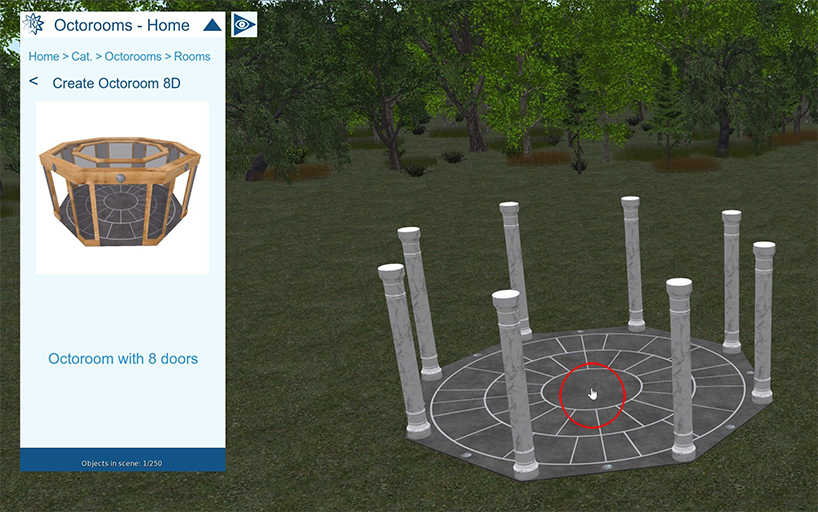 Octorooms - Home
Home > Cat. > Octorooms > Rooms
< Create Octoroom 8D
Octoroom with 8 doors
Objects in scene: 1/250